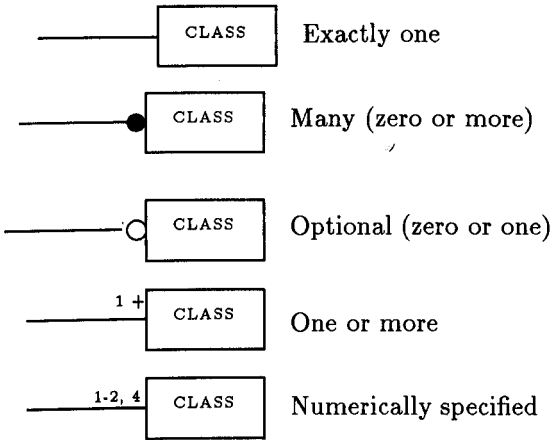 CLASS Exactly one
CLASS Many (zero or more)
CLASS Optional (zero or one)
1 + CLASS One or more
1-2, 4 CLASS Numerically specified